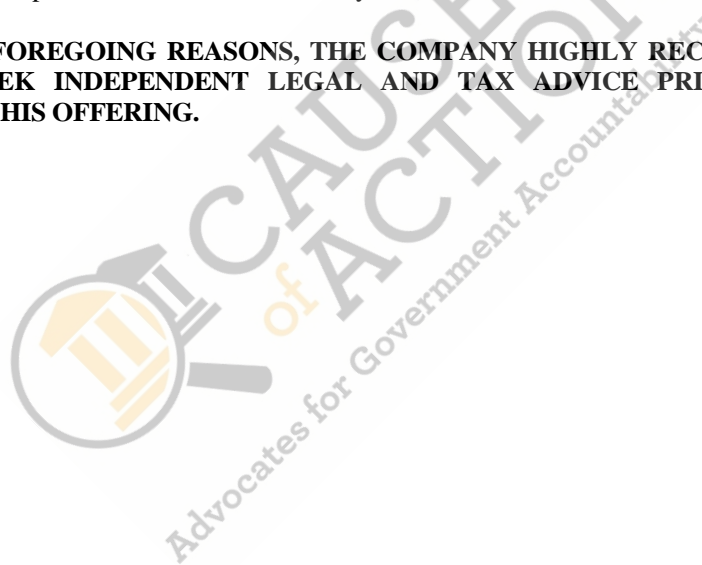 FOREGOING REASONS, THE COMPANY HIGHLY REC
EK INDEPENDENT LEGAL AND TAX ADVICE PRI
HIS OFFERING.
CAUSE
of ACTION
Advocates for Government Accountability